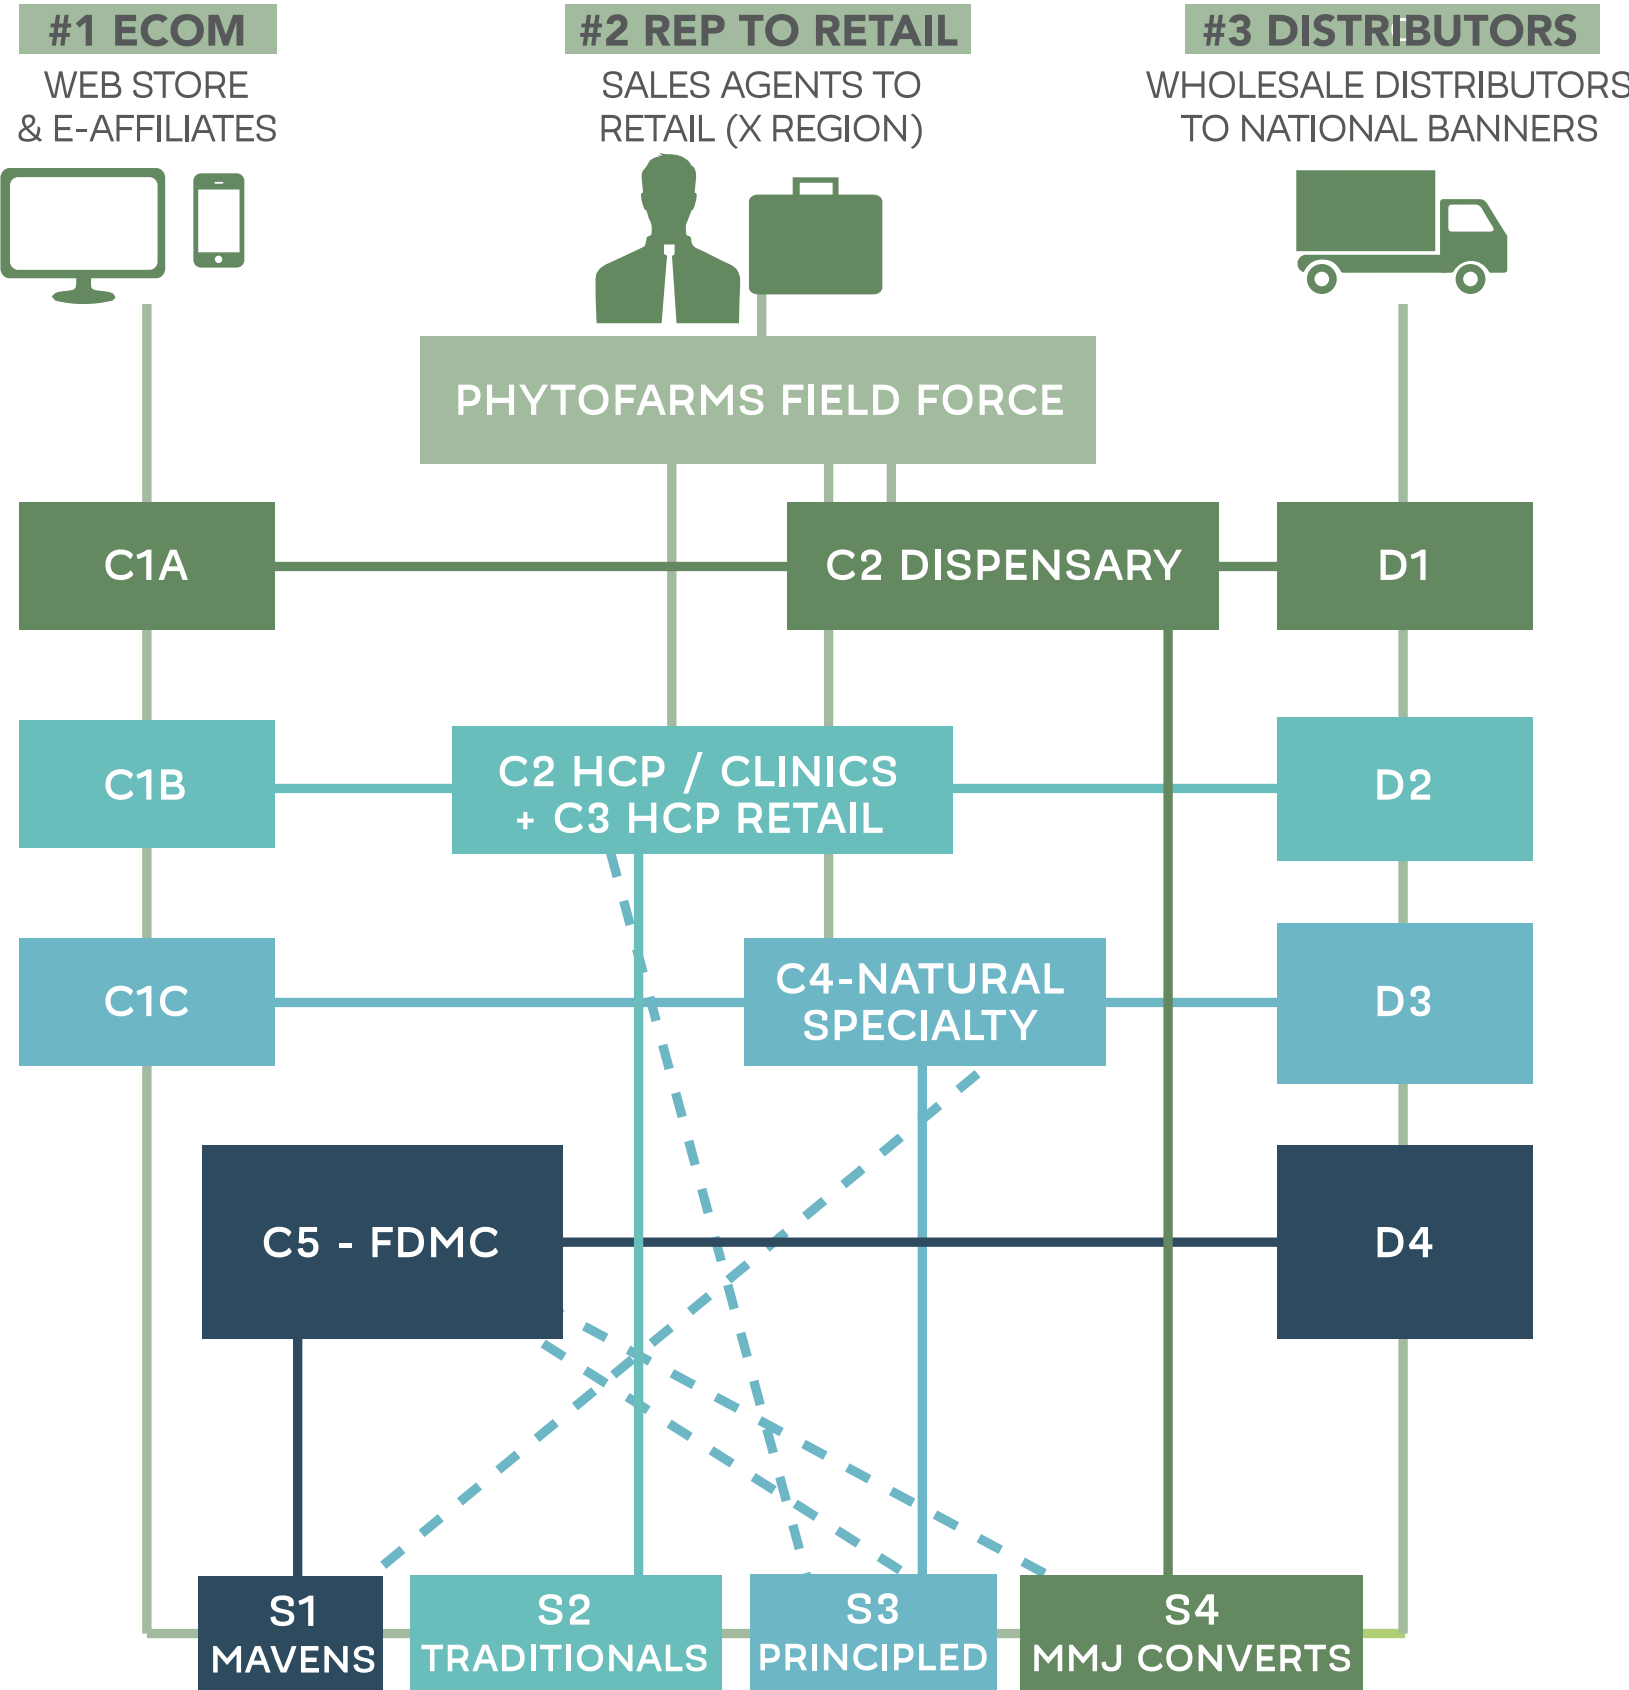 #1 ECOM
WEB STORE
& E-AFFILIATES
#2 REP TO RETAIL
SALES AGENTS TO
RETAIL (X REGION)
#3 DISTRIBUTORS
WHOLESALE DISTRIBUTORS
TO NATIONAL BANNERS
PHYTOFARMS FIELD FORCE
C1A
C2 DISPENSARY
D1
C1B
C2 HCP / CLINICS
+ C3 HCP RETAIL
D2
C1C
C4-NATURAL
SPECIALTY
D3
C5 - FDMC
D4
S1
MAVENS
S2
TRADITIONALS
S3
PRINCIPLED
S4
MMJ CONVERTS